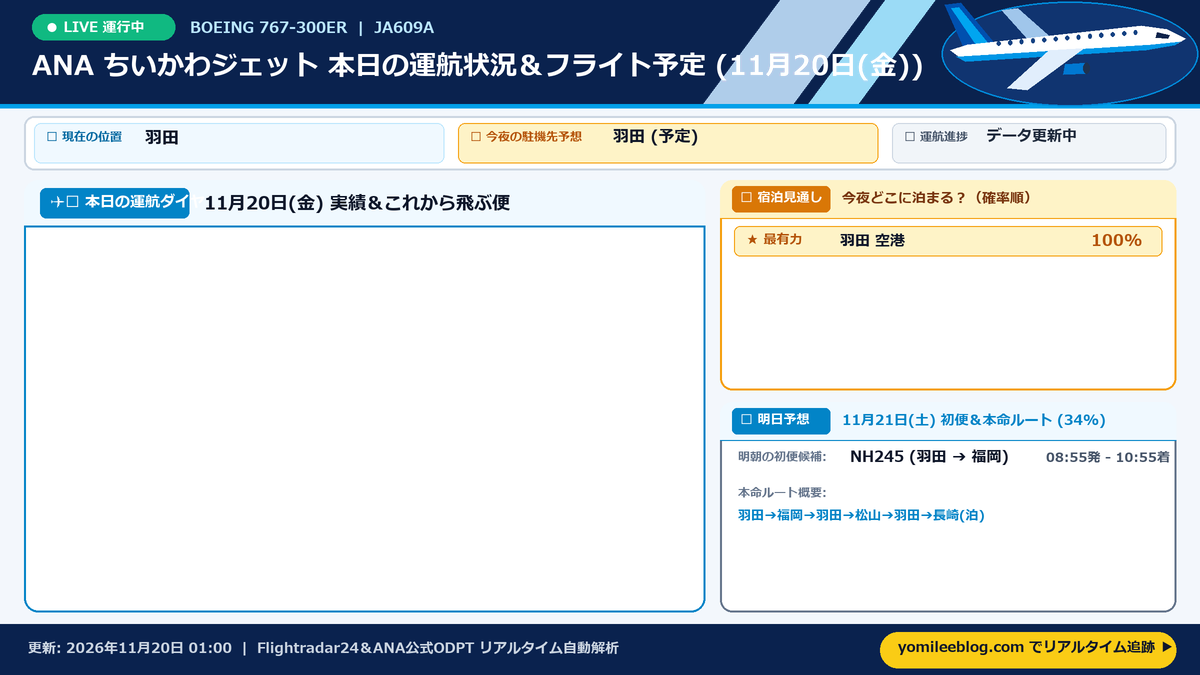 ● LIVE 運行中 BOEING 767-300ER | JA609A
ANA ちいかわジェット 本日の運航状況＆フライト予定 (11月20日(金))
□ 現在の位置 羽田
□ 今夜の駐機先予想 羽田 (予定)
□ 運航進捗 データ更新中
✈□ 本日の運航ダイ 11月20日(金) 実績＆これから飛ぶ便
□ 宿泊見通し 今夜どこに泊まる？（確率順）
★ 最有力 羽田 空港 100%
□ 明日予想 11月21日(土) 初便＆本命ルート (34%)
明朝の初便候補: NH245 (羽田 → 福岡) 08:55発 - 10:55着
本命ルート概要:
羽田→福岡→羽田→松山→羽田→長崎(泊)
更新: 2026年11月20日 01:00 | Flightradar24＆ANA公式ODPT リアルタイム自動解析
yomileeblog.com でリアルタイム追跡 ▶